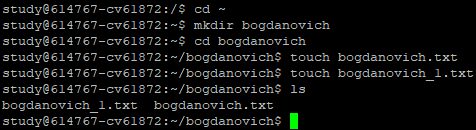 study@614767-cv61872:/$ cd ~
study@614767-cv61872:~$ mkdir bogdanovich
study@614767-cv61872:~$ cd bogdanovich
study@614767-cv61872:~/bogdanovich$ touch bogdanovich.txt
study@614767-cv61872:~/bogdanovich$ touch bogdanovich_1.txt
study@614767-cv61872:~/bogdanovich$ ls
bogdanovich_1.txt  bogdanovich.txt
study@614767-cv61872:~/bogdanovich$